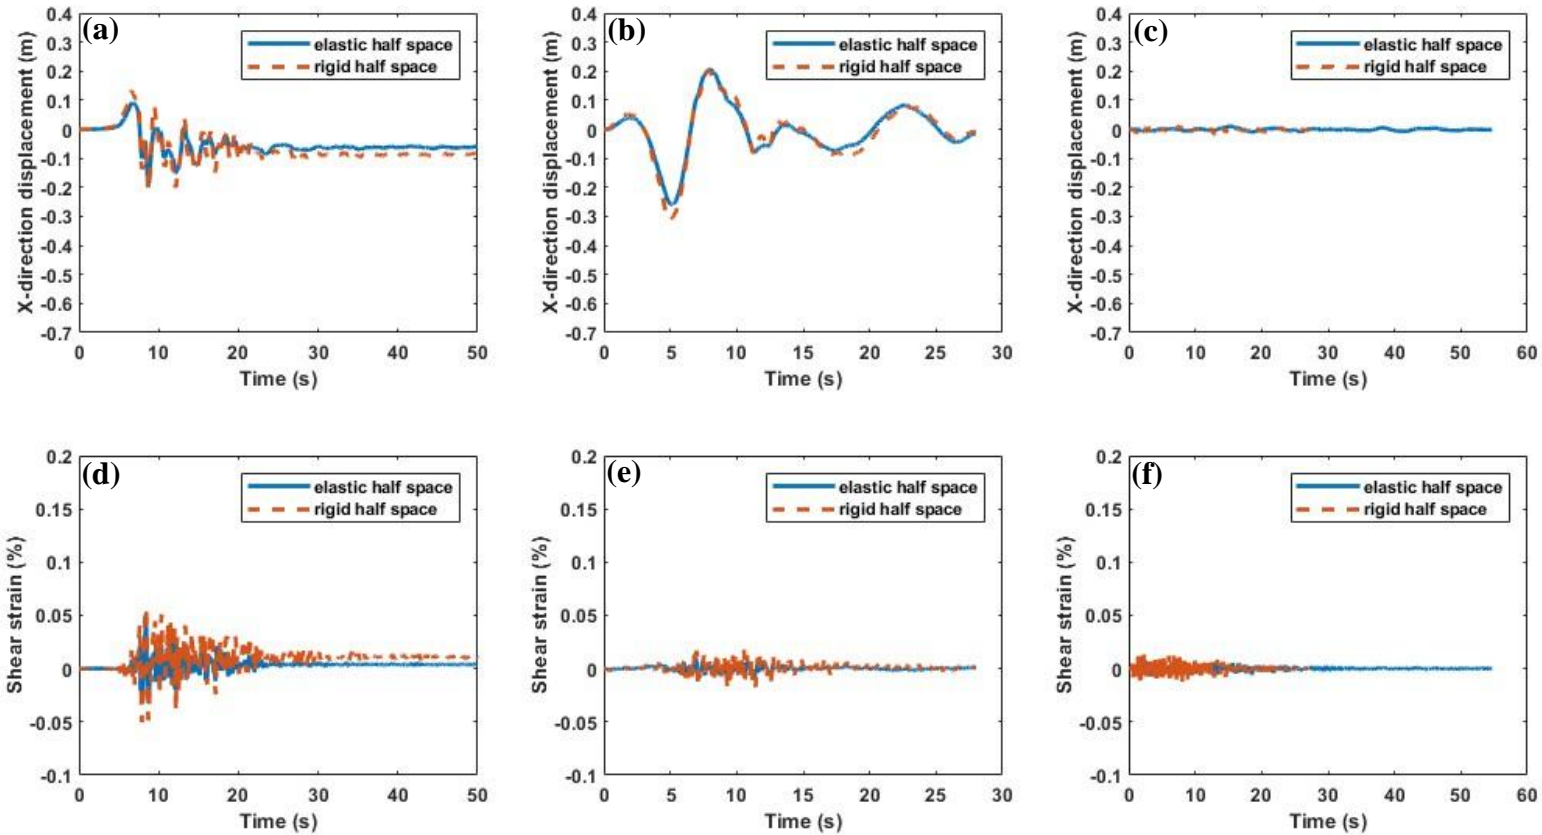 (a)
elastic half space
rigid half space
X-direction displacement (m)
0.4
0.3
0.2
0.1
0
-0.1
-0.2
-0.3
-0.4
-0.5
-0.6
-0.7
0 10 20 30 40 50
Time (s)
(b)
elastic half space
rigid half space
X-direction displacement (m)
0.4
0.3
0.2
0.1
0
-0.1
-0.2
-0.3
-0.4
-0.5
-0.6
-0.7
0 5 10 15 20 25 30
Time (s)
(c)
elastic half space
rigid half space
X-direction displacement (m)
0.4
0.3
0.2
0.1
0
-0.1
-0.2
-0.3
-0.4
-0.5
-0.6
-0.7
0 10 20 30 40 50 60
Time (s)
(d)
elastic half space
rigid half space
Shear strain (%)
0.2
0.15
0.1
0.05
0
-0.05
-0.1
0 10 20 30 40 50
Time (s)
(e)
elastic half space
rigid half space
Shear strain (%)
0.2
0.15
0.1
0.05
0
-0.05
-0.1
0 5 10 15 20 25 30
Time (s)
(f)
elastic half space
rigid half space
Shear strain (%)
0.2
0.15
0.1
0.05
0
-0.05
-0.1
0 10 20 30 40 50 60
Time (s)